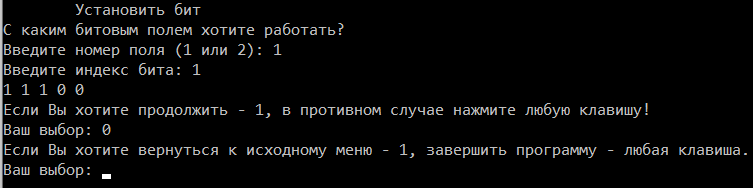 Установить бит
С каким битовым полем хотите работать?
Введите номер поля (1 или 2): 1
Введите индекс бита: 1
1 1 1 0 0
Если Вы хотите продолжить - 1, в противном случае нажмите любую клавишу!
Ваш выбор: 0
Если Вы хотите вернуться к исходному меню - 1, завершить программу - любая клавиша.
Ваш выбор: